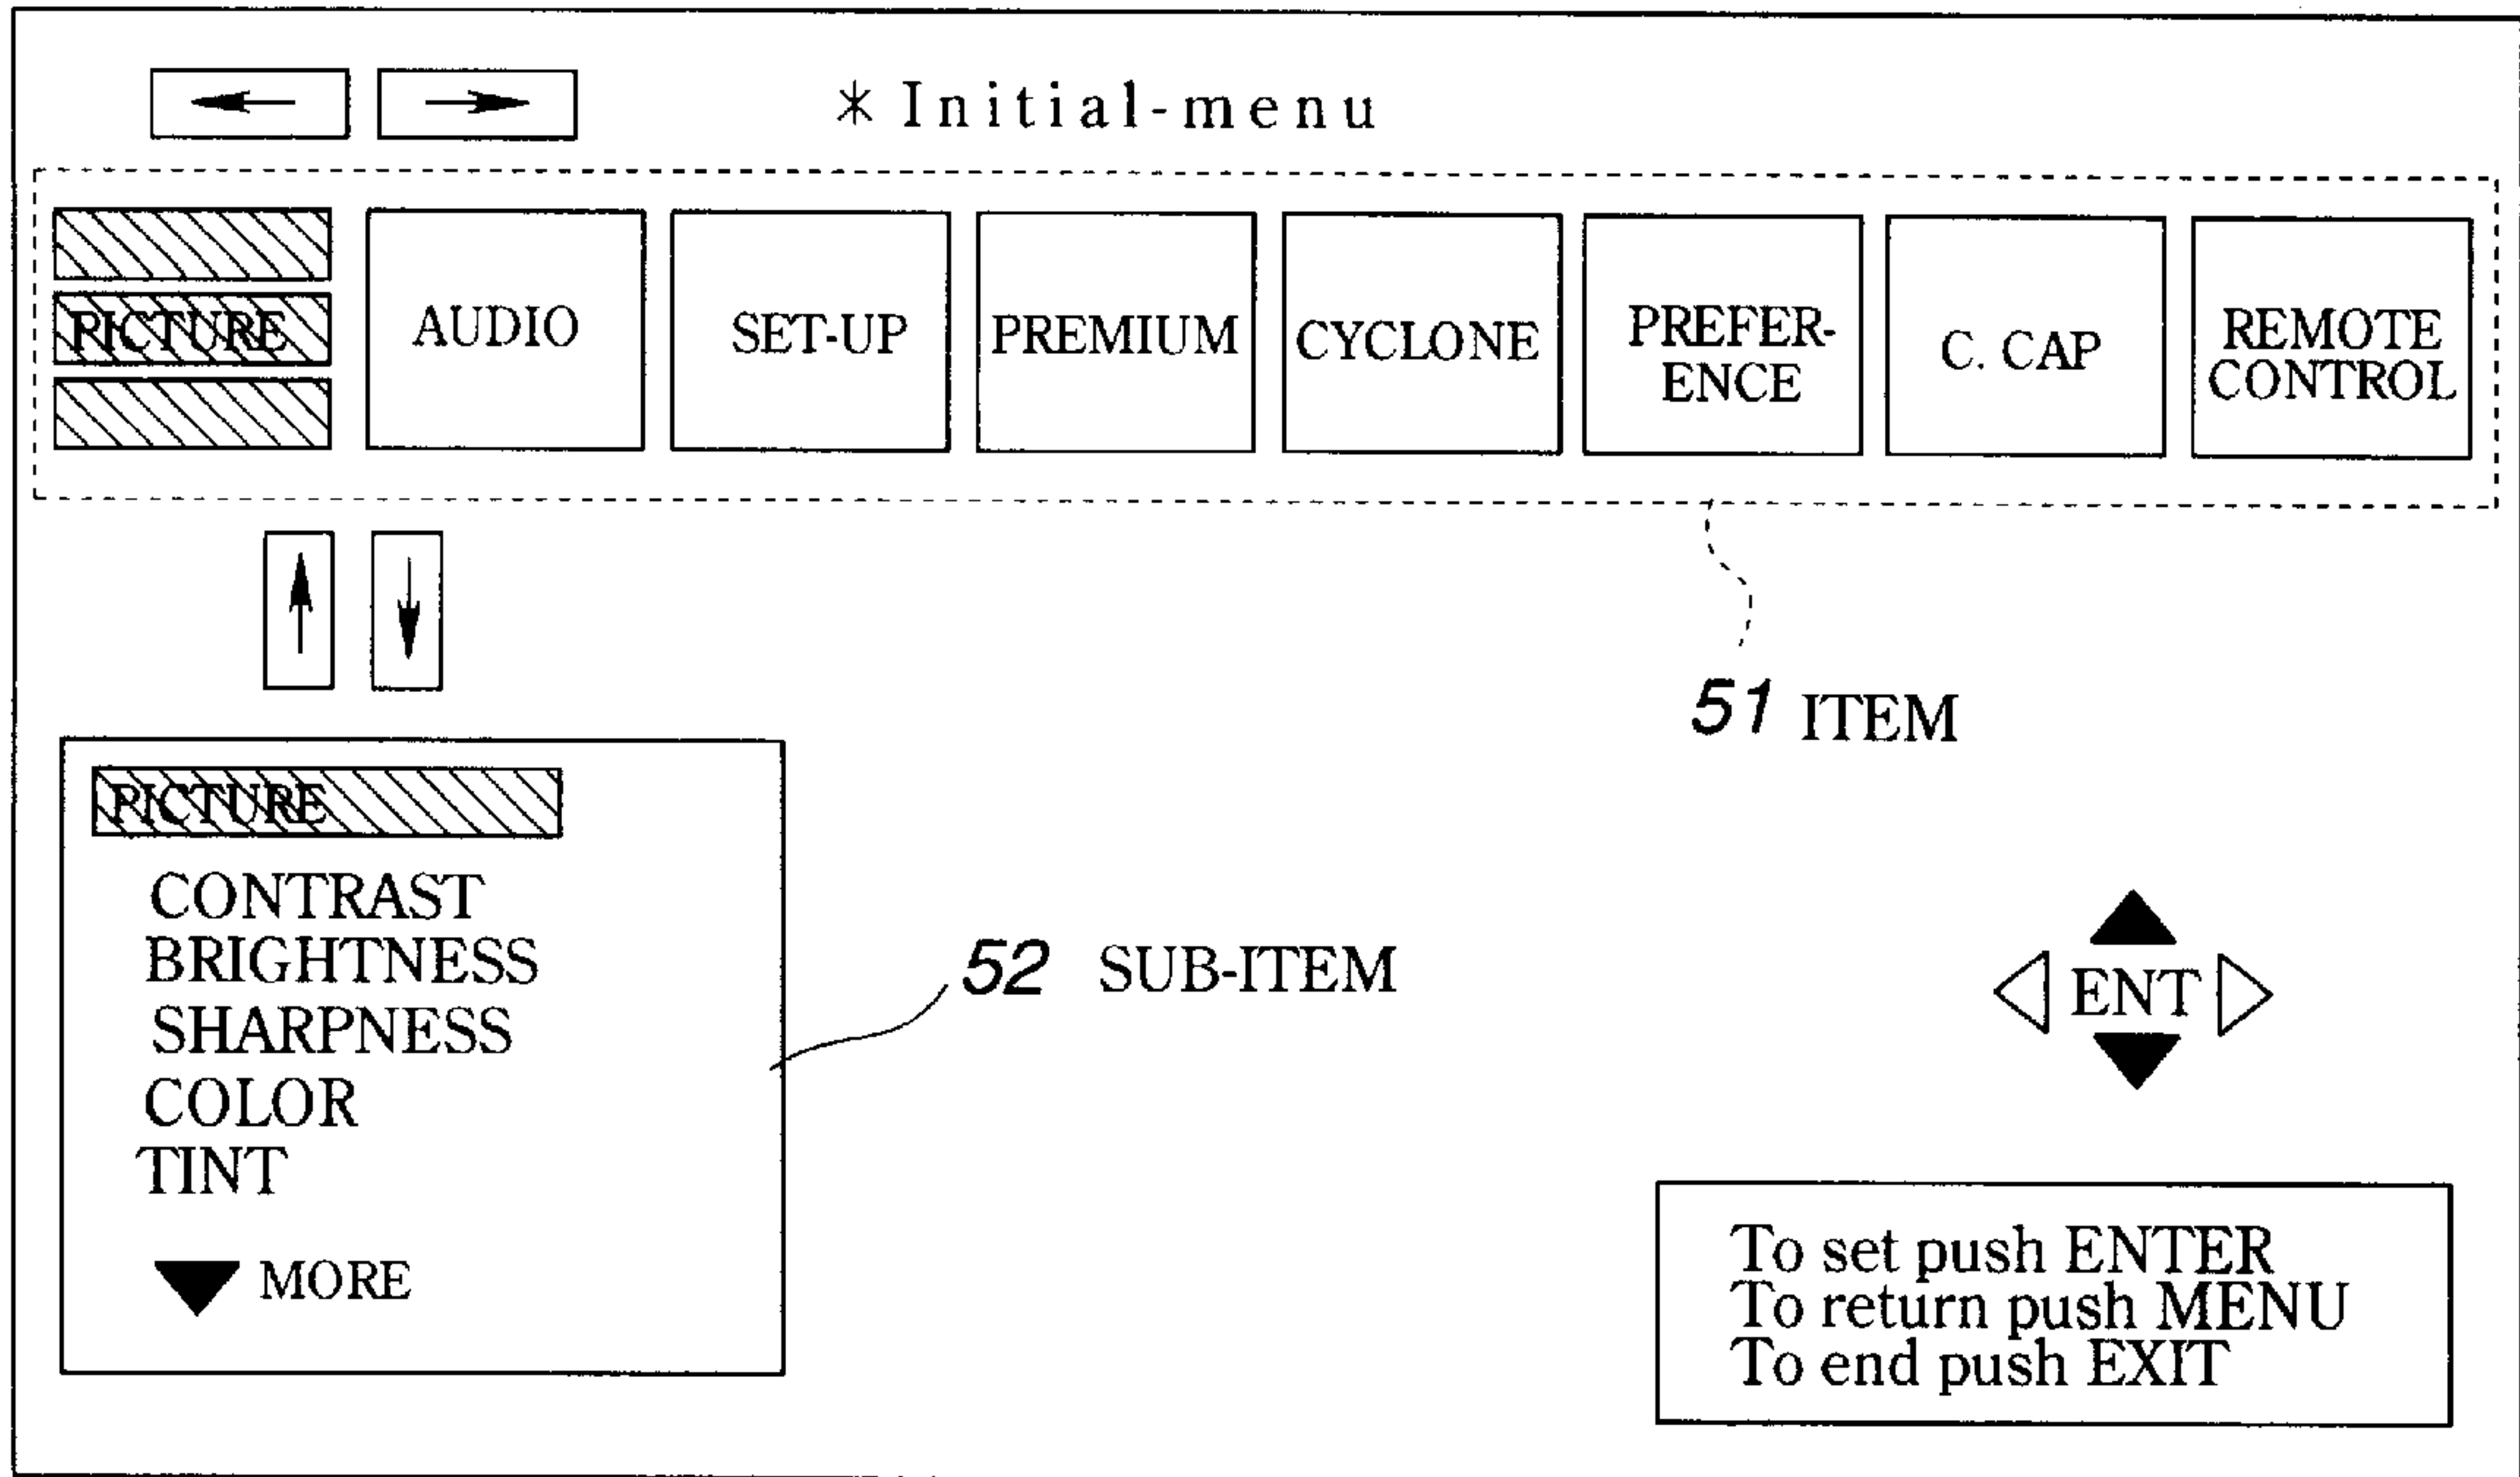 * Initial-menu
PICTURE
AUDIO
SET-UP
PREMIUM
CYCLONE
PREFER-
ENCE
C. CAP
REMOTE
CONTROL
51 ITEM
PICTURE
CONTRAST
BRIGHTNESS
SHARPNESS
COLOR
TINT
MORE
52 SUB-ITEM
ENT
To set push ENTER
To return push MENU
To end push EXIT